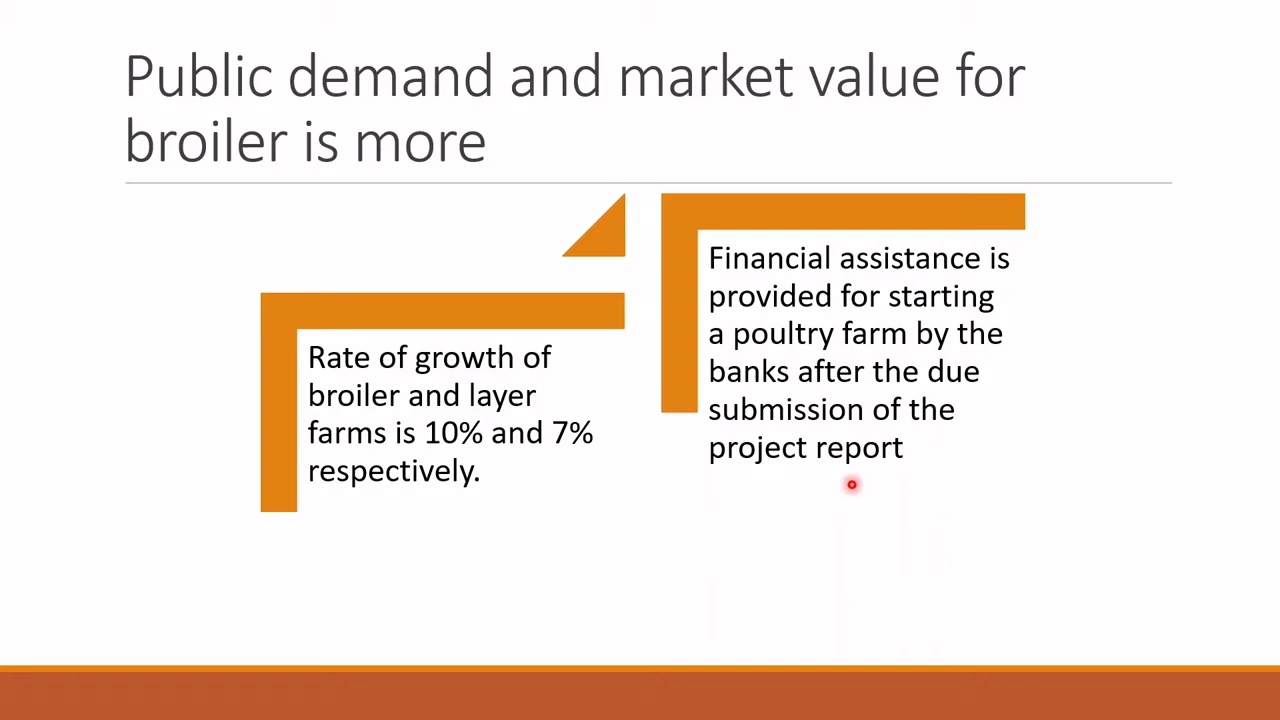 Public demand and market value for
broiler is more
Rate of growth of
broiler and layer
farms is 10% and 7%
respectively.
Financial assistance is
provided for starting
a poultry farm by the
banks after the due
submission of the
project report